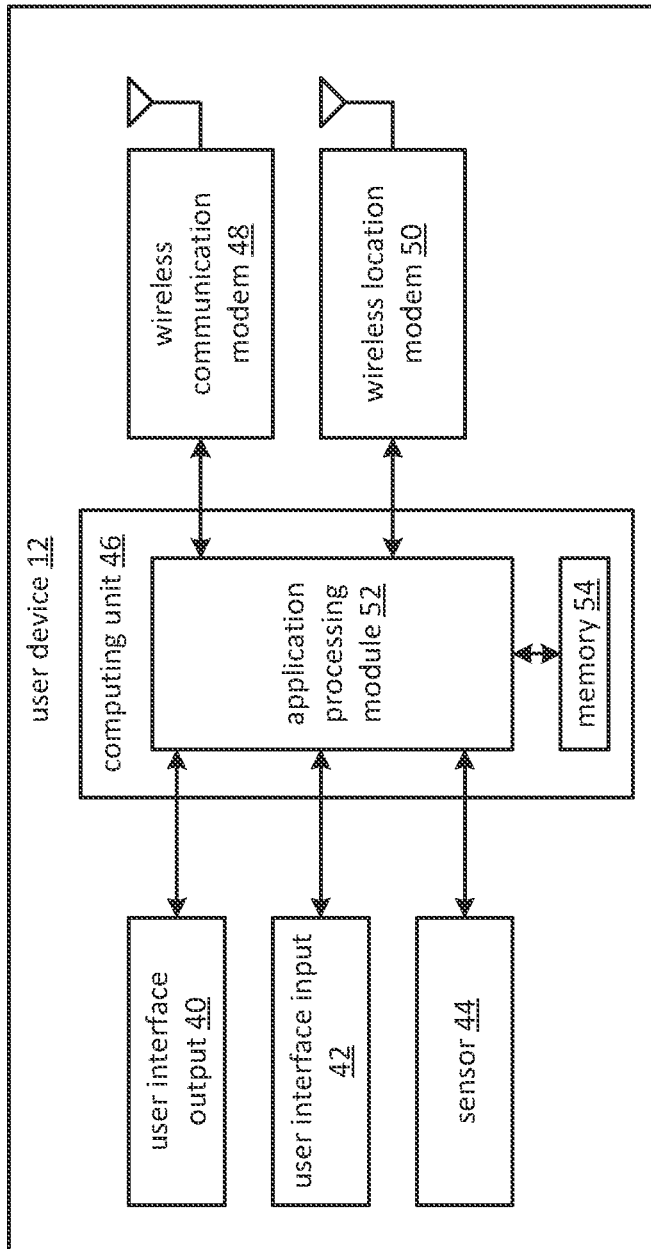 user device 12
computing unit 46
user interface
output 40
user interface input
42
sensor 44
application
processing
module 52
memory 54
wireless
communication
modem 48
wireless location
modem 50